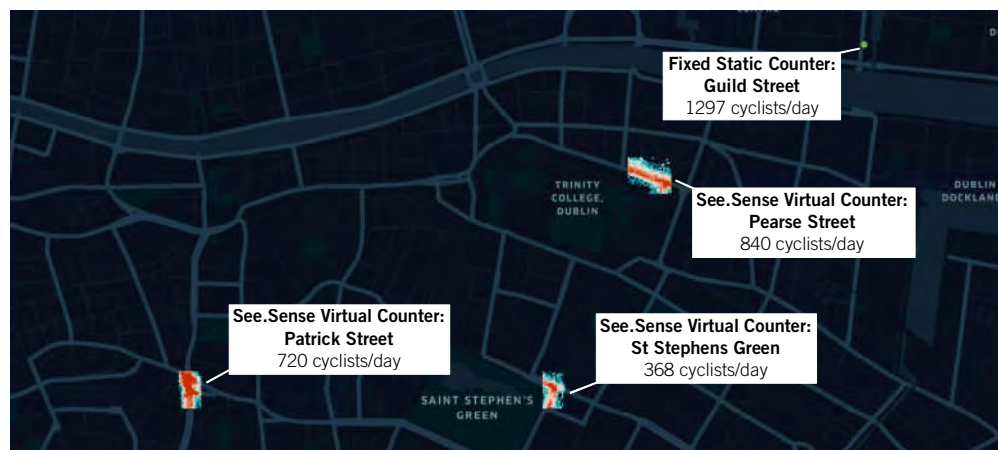 Fixed Static Counter:
Guild Street
1297 cyclists/day
TRINITY
COLLEGE,
DUBLIN
DUBLIN
DOCKLAND
See.Sense Virtual Counter:
Pearse Street
840 cyclists/day
See.Sense Virtual Counter:
Patrick Street
720 cyclists/day
See.Sense Virtual Counter:
St Stephens Green
368 cyclists/day
SAINT STEPHEN'S
GREEN